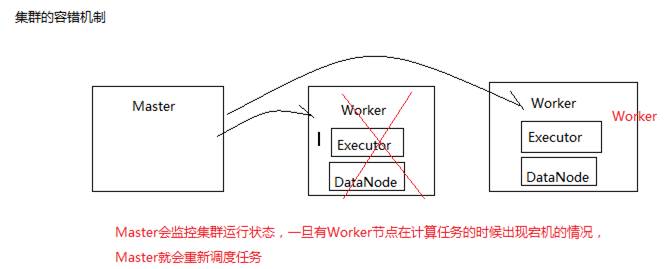 集群的容错机制
Master
Worker
Executor
DataNode
Worker
Executor
DataNode
Worker
Master会监控集群运行状态，一旦有Worker节点在计算任务的时候出现宕机的情况，
Master就会重新调度任务